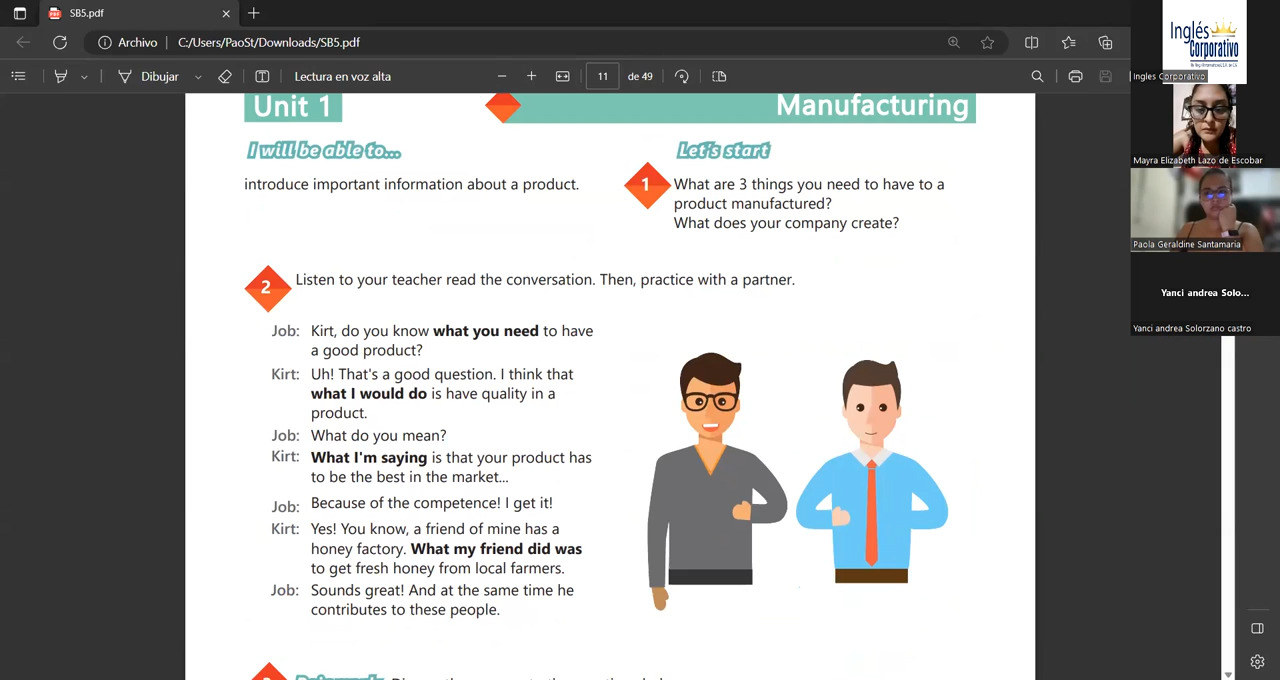 SB5.pdf
Archivo
C:/Users/PaoSt/Downloads/SB5.pdf
Dibujar
Lectura en voz alta
11
de 49
Inglés
Corporativo
Ingles Corporativo
Mayra Elizabeth Lazo de Escobar
Paola Geraldine Santamaria
Yanci andrea Solo...
Yanci andrea Solorzano castro
Unit 1
Manufacturing
I will be able to...
introduce important information about a product.
Let's start
1
What are 3 things you need to have to a
product manufactured?
What does your company create?
2
Listen to your teacher read the conversation. Then, practice with a partner.
Job: Kirt, do you know what you need to have
a good product?
Kirt: Uh! That's a good question. I think that
what I would do is have quality in a
product.
Job: What do you mean?
Kirt: What I'm saying is that your product has
to be the best in the market...
Job: Because of the competence! I get it!
Kirt: Yes! You know, a friend of mine has a
honey factory. What my friend did was
to get fresh honey from local farmers.
Job: Sounds great! And at the same time he
contributes to these people.